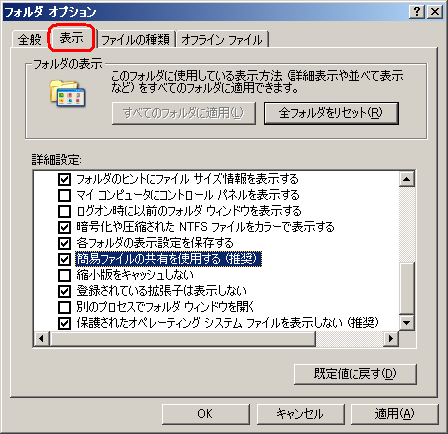 フォルダ オプション
全般 表示 ファイルの種類 オフライン ファイル
フォルダの表示
このフォルダに使用している表示方法 (詳細表示や並べて表示
など) をすべてのフォルダに適用できます。
すべてのフォルダに適用(L) 全フォルダをリセット(R)
詳細設定:
フォルダのヒントにファイル サイズ情報を表示する
マイ コンピュータにコントロール パネルを表示する
ログオン時に以前のフォルダ ウィンドウを表示する
暗号化や圧縮された NTFS ファイルをカラーで表示する
各フォルダの表示設定を保存する
簡易ファイルの共有を使用する (推奨)
縮小版をキャッシュしない
登録されている拡張子は表示しない
別のプロセスでフォルダ ウィンドウを開く
保護されたオペレーティング システム ファイルを表示しない (推奨)
既定値に戻す(D)
OK キャンセル 適用(A)